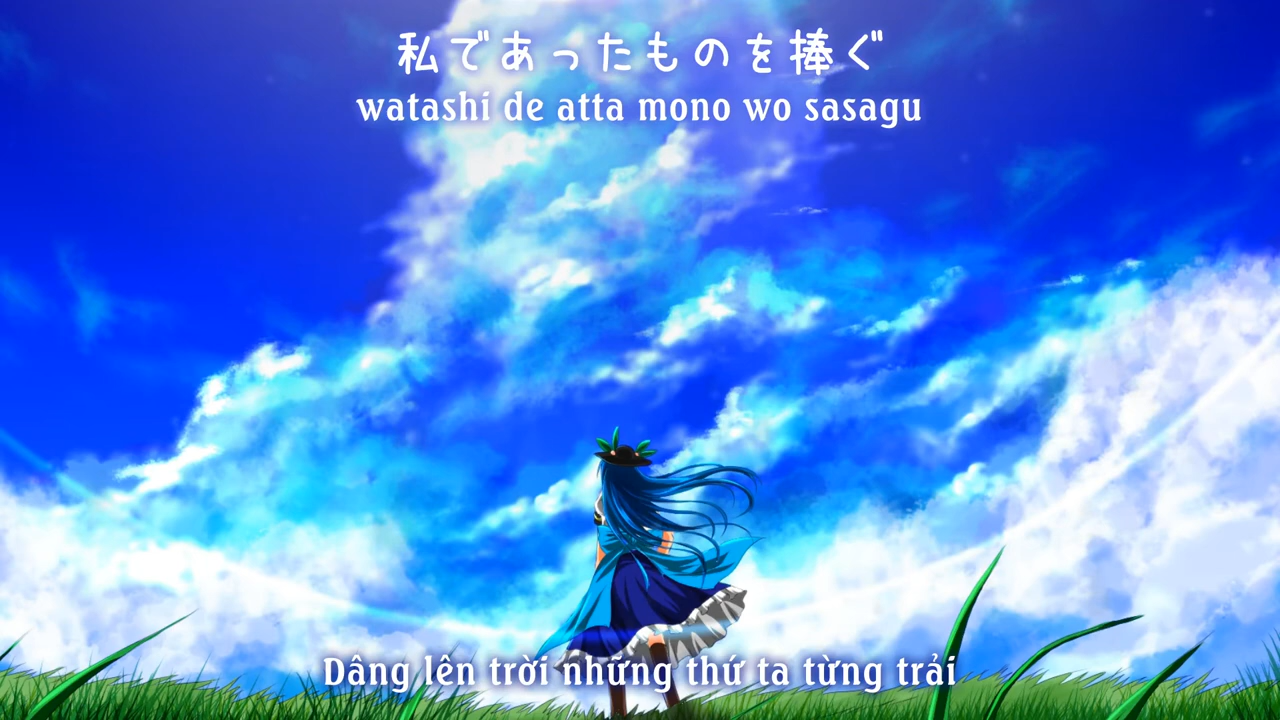 私であったものを捧ぐ
watashi de atta mono wo sasagu
Dâng lên trời những thứ ta từng trải